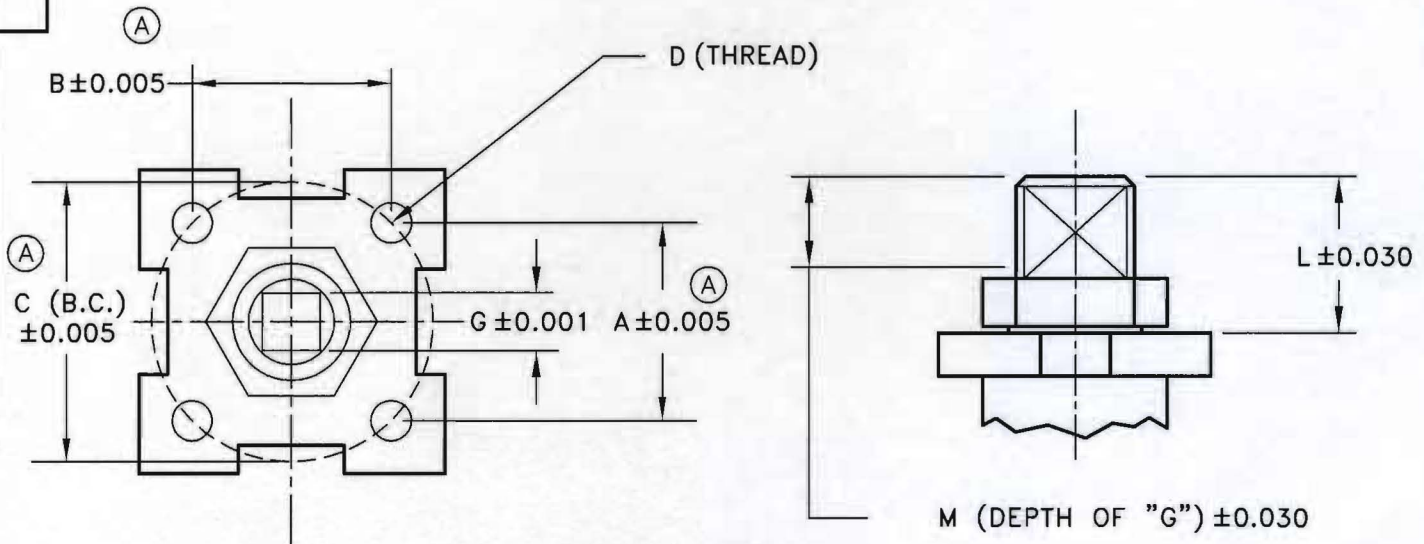 A
B±0.005
D (THREAD)
A
C (B.C.)
±0.005
G±0.001
A±0.005
A
L±0.030
M (DEPTH OF "G") ±0.030